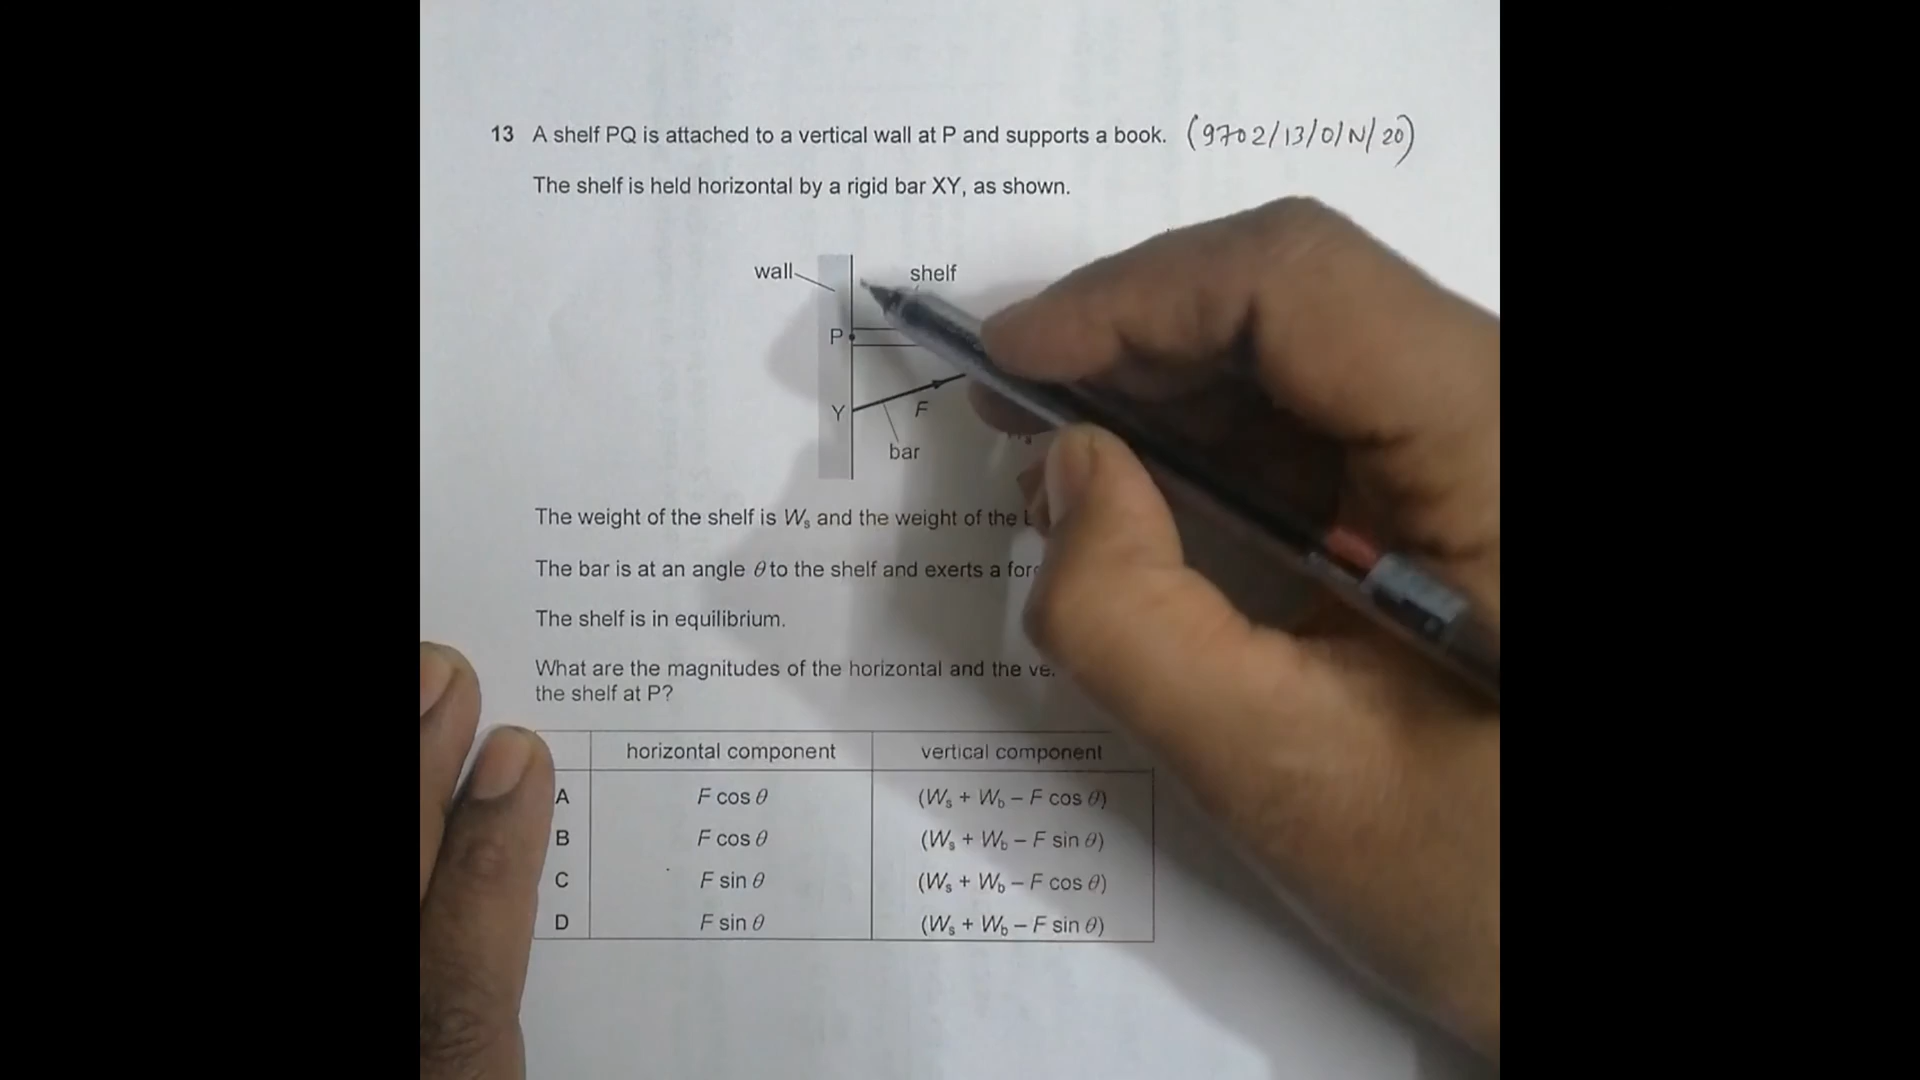 13 A shelf PQ is attached to a vertical wall at P and supports a book. (9702/13/O/N/20)
The shelf is held horizontal by a rigid bar XY, as shown.
wall
shelf
P
Y
F
bar
The weight of the shelf is Ws and the weight of the
The bar is at an angle θ to the shelf and exerts a
The shelf is in equilibrium.
What are the magnitudes of the horizontal and the
the shelf at P?
horizontal component vertical component
A F cos θ (Ws + Wb – F cos θ)
B F cos θ (Ws + Wb – F sin θ)
C F sin θ (Ws + Wb – F cos θ)
D F sin θ (Ws + Wb – F sin θ)